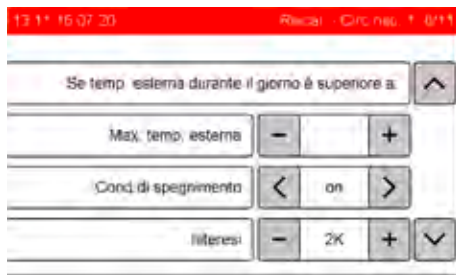 13.11 16:07:20 Riscal - Circ.risc. 1 8/11
Se temp. esterna durante il giorno è superiore a:
Max. temp. esterna - +
Cond. di spegnimento < on >
Isteresi - 2K +